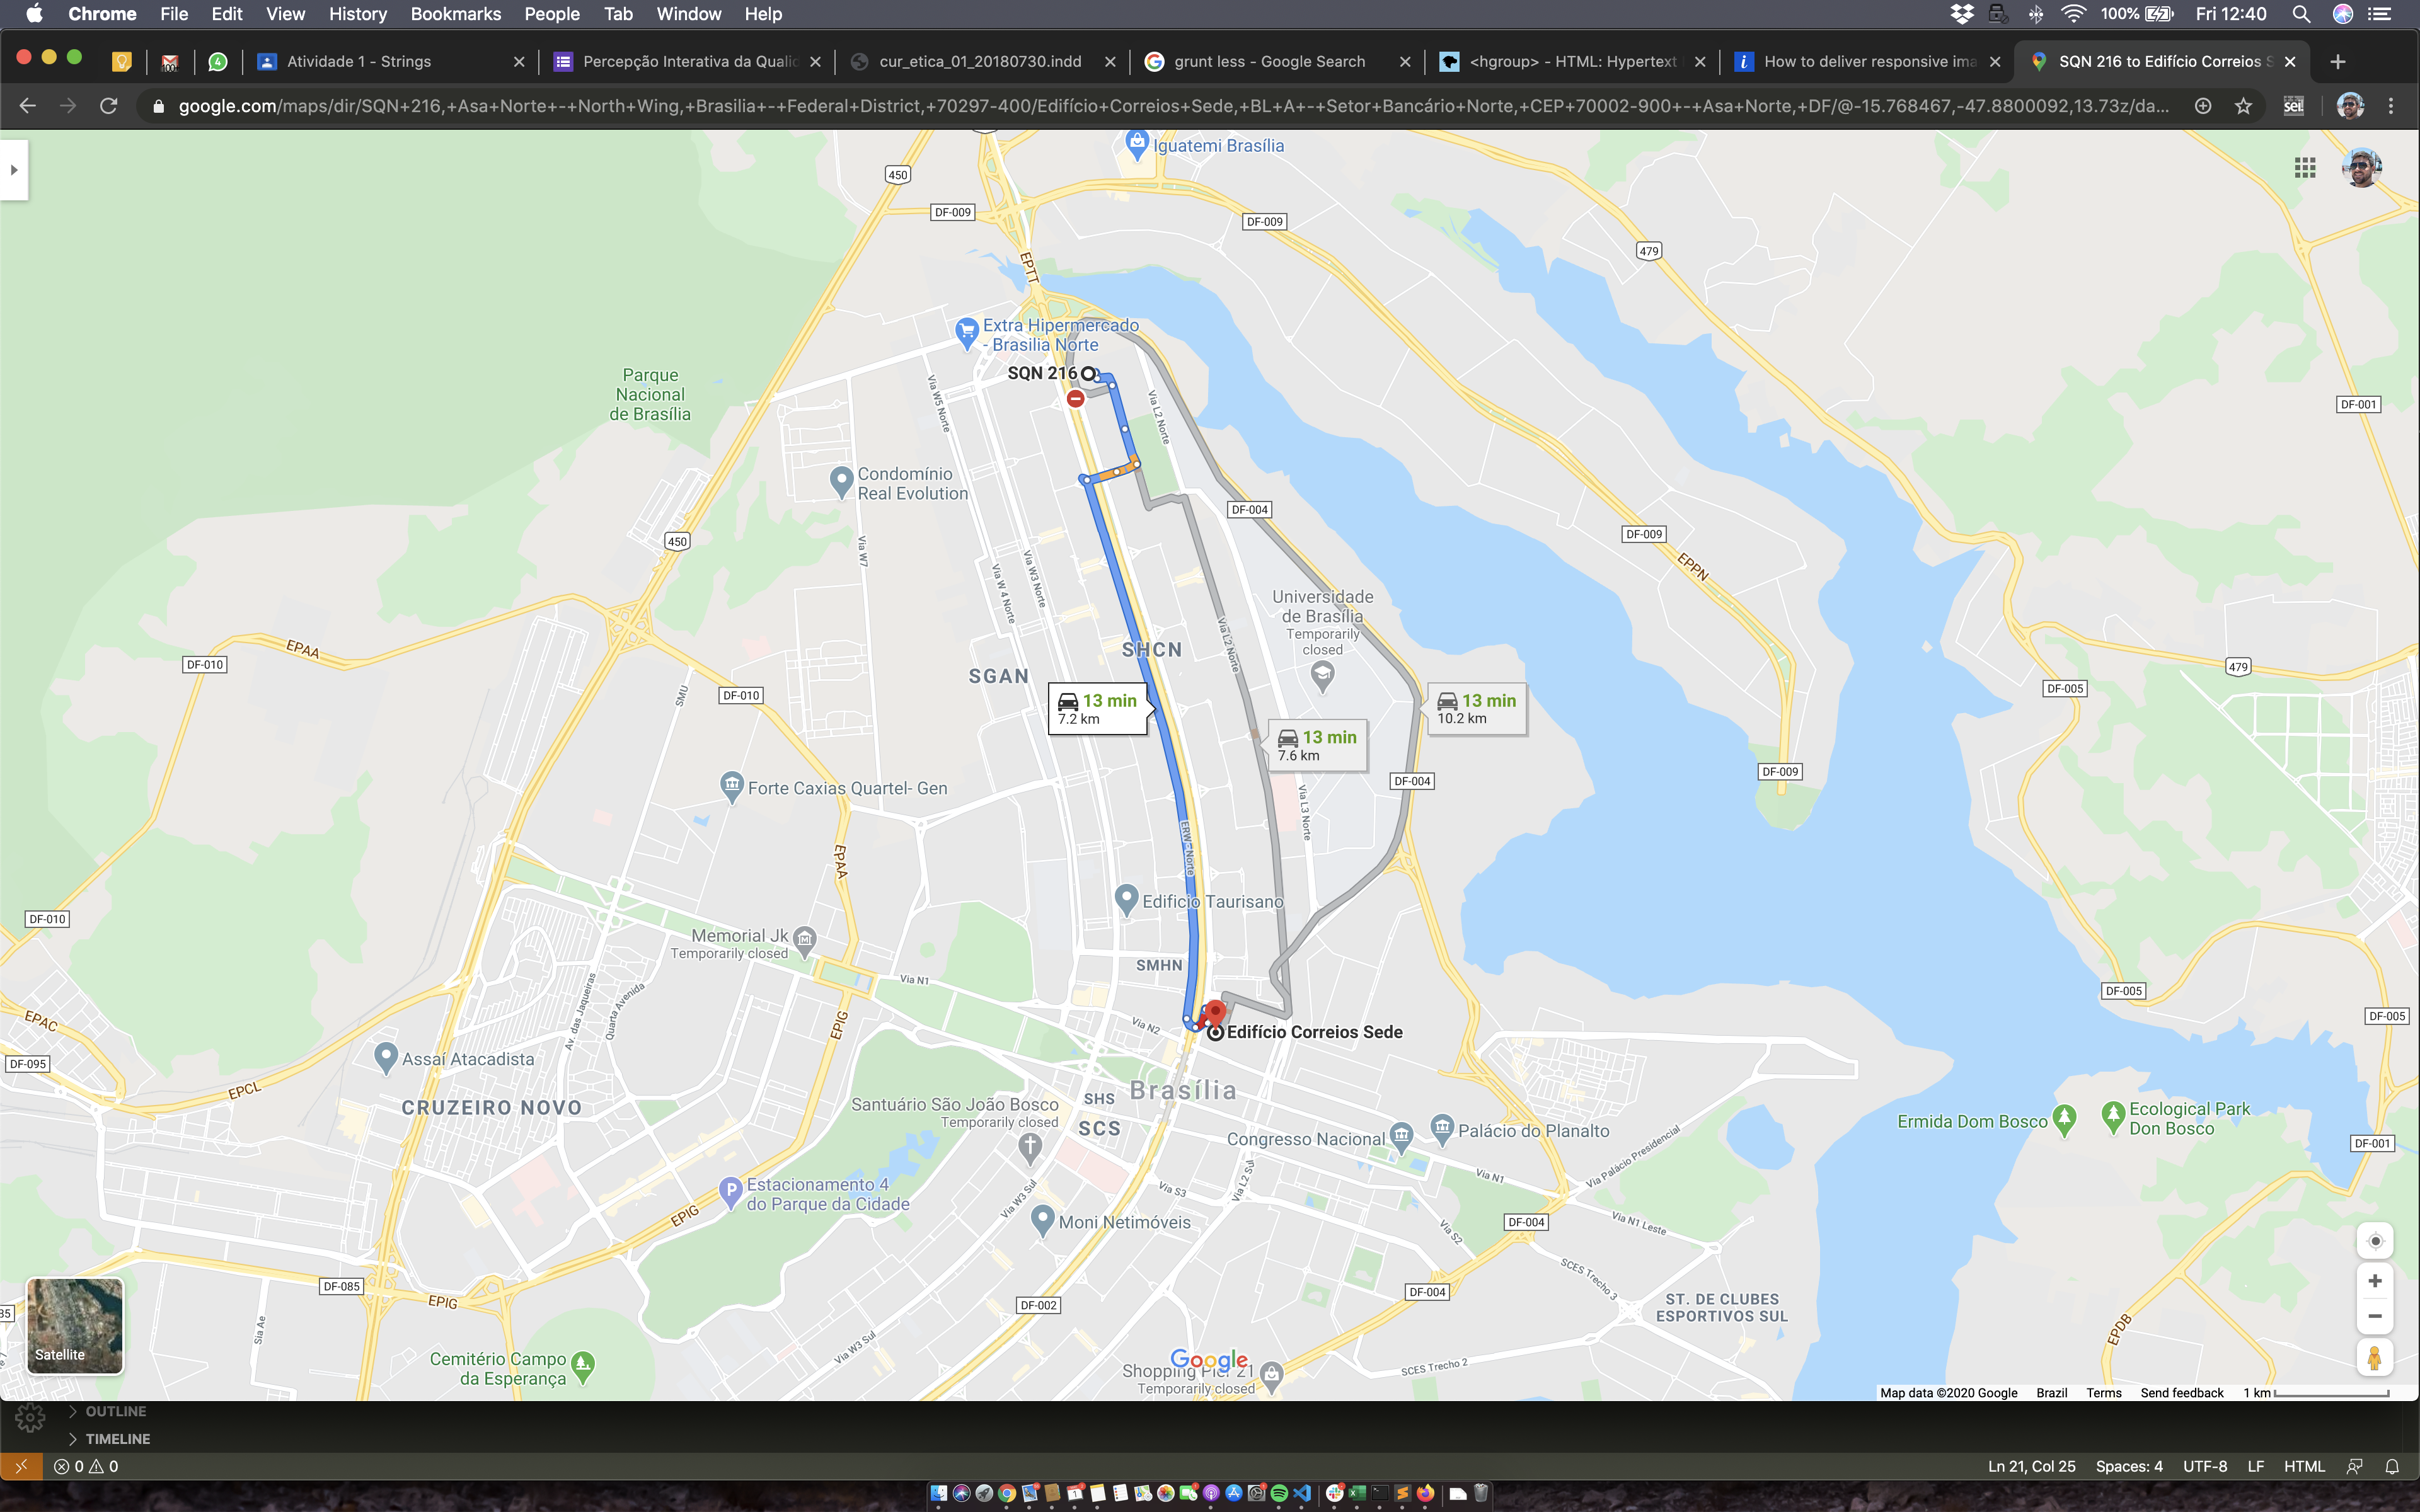 Chrome File Edit View History Bookmarks People Tab Window Help
100% Fri 12:40
Atividade 1 - Strings
Percepção Interativa da Qualid
cur_etica_01_20180730.indd
grunt less - Google Search
<hgroup> - HTML: Hypertext
How to deliver responsive ima
SQN 216 to Edifício Correios S
google.com/maps/dir/SQN+216,+Asa+Norte+-+North+Wing,+Brasilia+-+Federal+District,+70297-400/Edifício+Correios+Sede,+BL+A+-+Setor+Bancário+Norte,+CEP+70002-900+-+Asa+Norte,+DF/@-15.768467,-47.8800092,13.73z/da...
sei!
Iguatemi Brasília
450
DF-009
DF-009
479
EPTT
Extra Hipermercado
- Brasilia Norte
SQN 216
Parque
Nacional
de Brasília
Via W5 Norte
Via L2 Norte
DF-001
Condomínio
Real Evolution
DF-004
450
Via W7
Via W3 Norte
Via W 4 Norte
DF-009
EPPN
Universidade
de Brasília
Temporarily
closed
Via L2 Norte
SHCN
SGAN
EPAA
DF-010
SMU
DF-010
479
DF-005
13 min
7.2 km
13 min
7.6 km
13 min
10.2 km
DF-004
DF-009
Forte Caxias Quartel- Gen
Via L3 Norte
ERW - Norte
EPAA
Edificio Taurisano
DF-010
Memorial Jk
Temporarily closed
SMHN
Via N1
DF-005
DF-005
Av. das Jaqueiras
Quarta Avenida
EPIG
EPAC
Via N2
Edifício Correios Sede
Assaí Atacadista
DF-095
EPCL
Brasília
CRUZEIRO NOVO
Santuário São João Bosco
Temporarily closed
SHS
SCS
Congresso Nacional
Palácio do Planalto
Ermida Dom Bosco
Ecological Park
Don Bosco
DF-001
Via Palácio Presidencial
Via N1
Via L2 Sul
Via S3
Estacionamento 4
do Parque da Cidade
Via W3 Sul
EPIG
Moni Netimóveis
DF-004
Via N1 Leste
Via S2
SCES Trecho 3
DF-085
EPIG
DF-004
DF-002
ST. DE CLUBES
ESPORTIVOS SUL
Sia Ae
EPDB
Via W3 Sul
Satellite
Cemitério Campo
da Esperança
Google
Shopping Pier 21
Temporarily closed
SCES Trecho 2
Map data ©2020 Google Brazil Terms Send feedback 1 km
OUTLINE
TIMELINE
0 0
Ln 21, Col 25 Spaces: 4 UTF-8 LF HTML